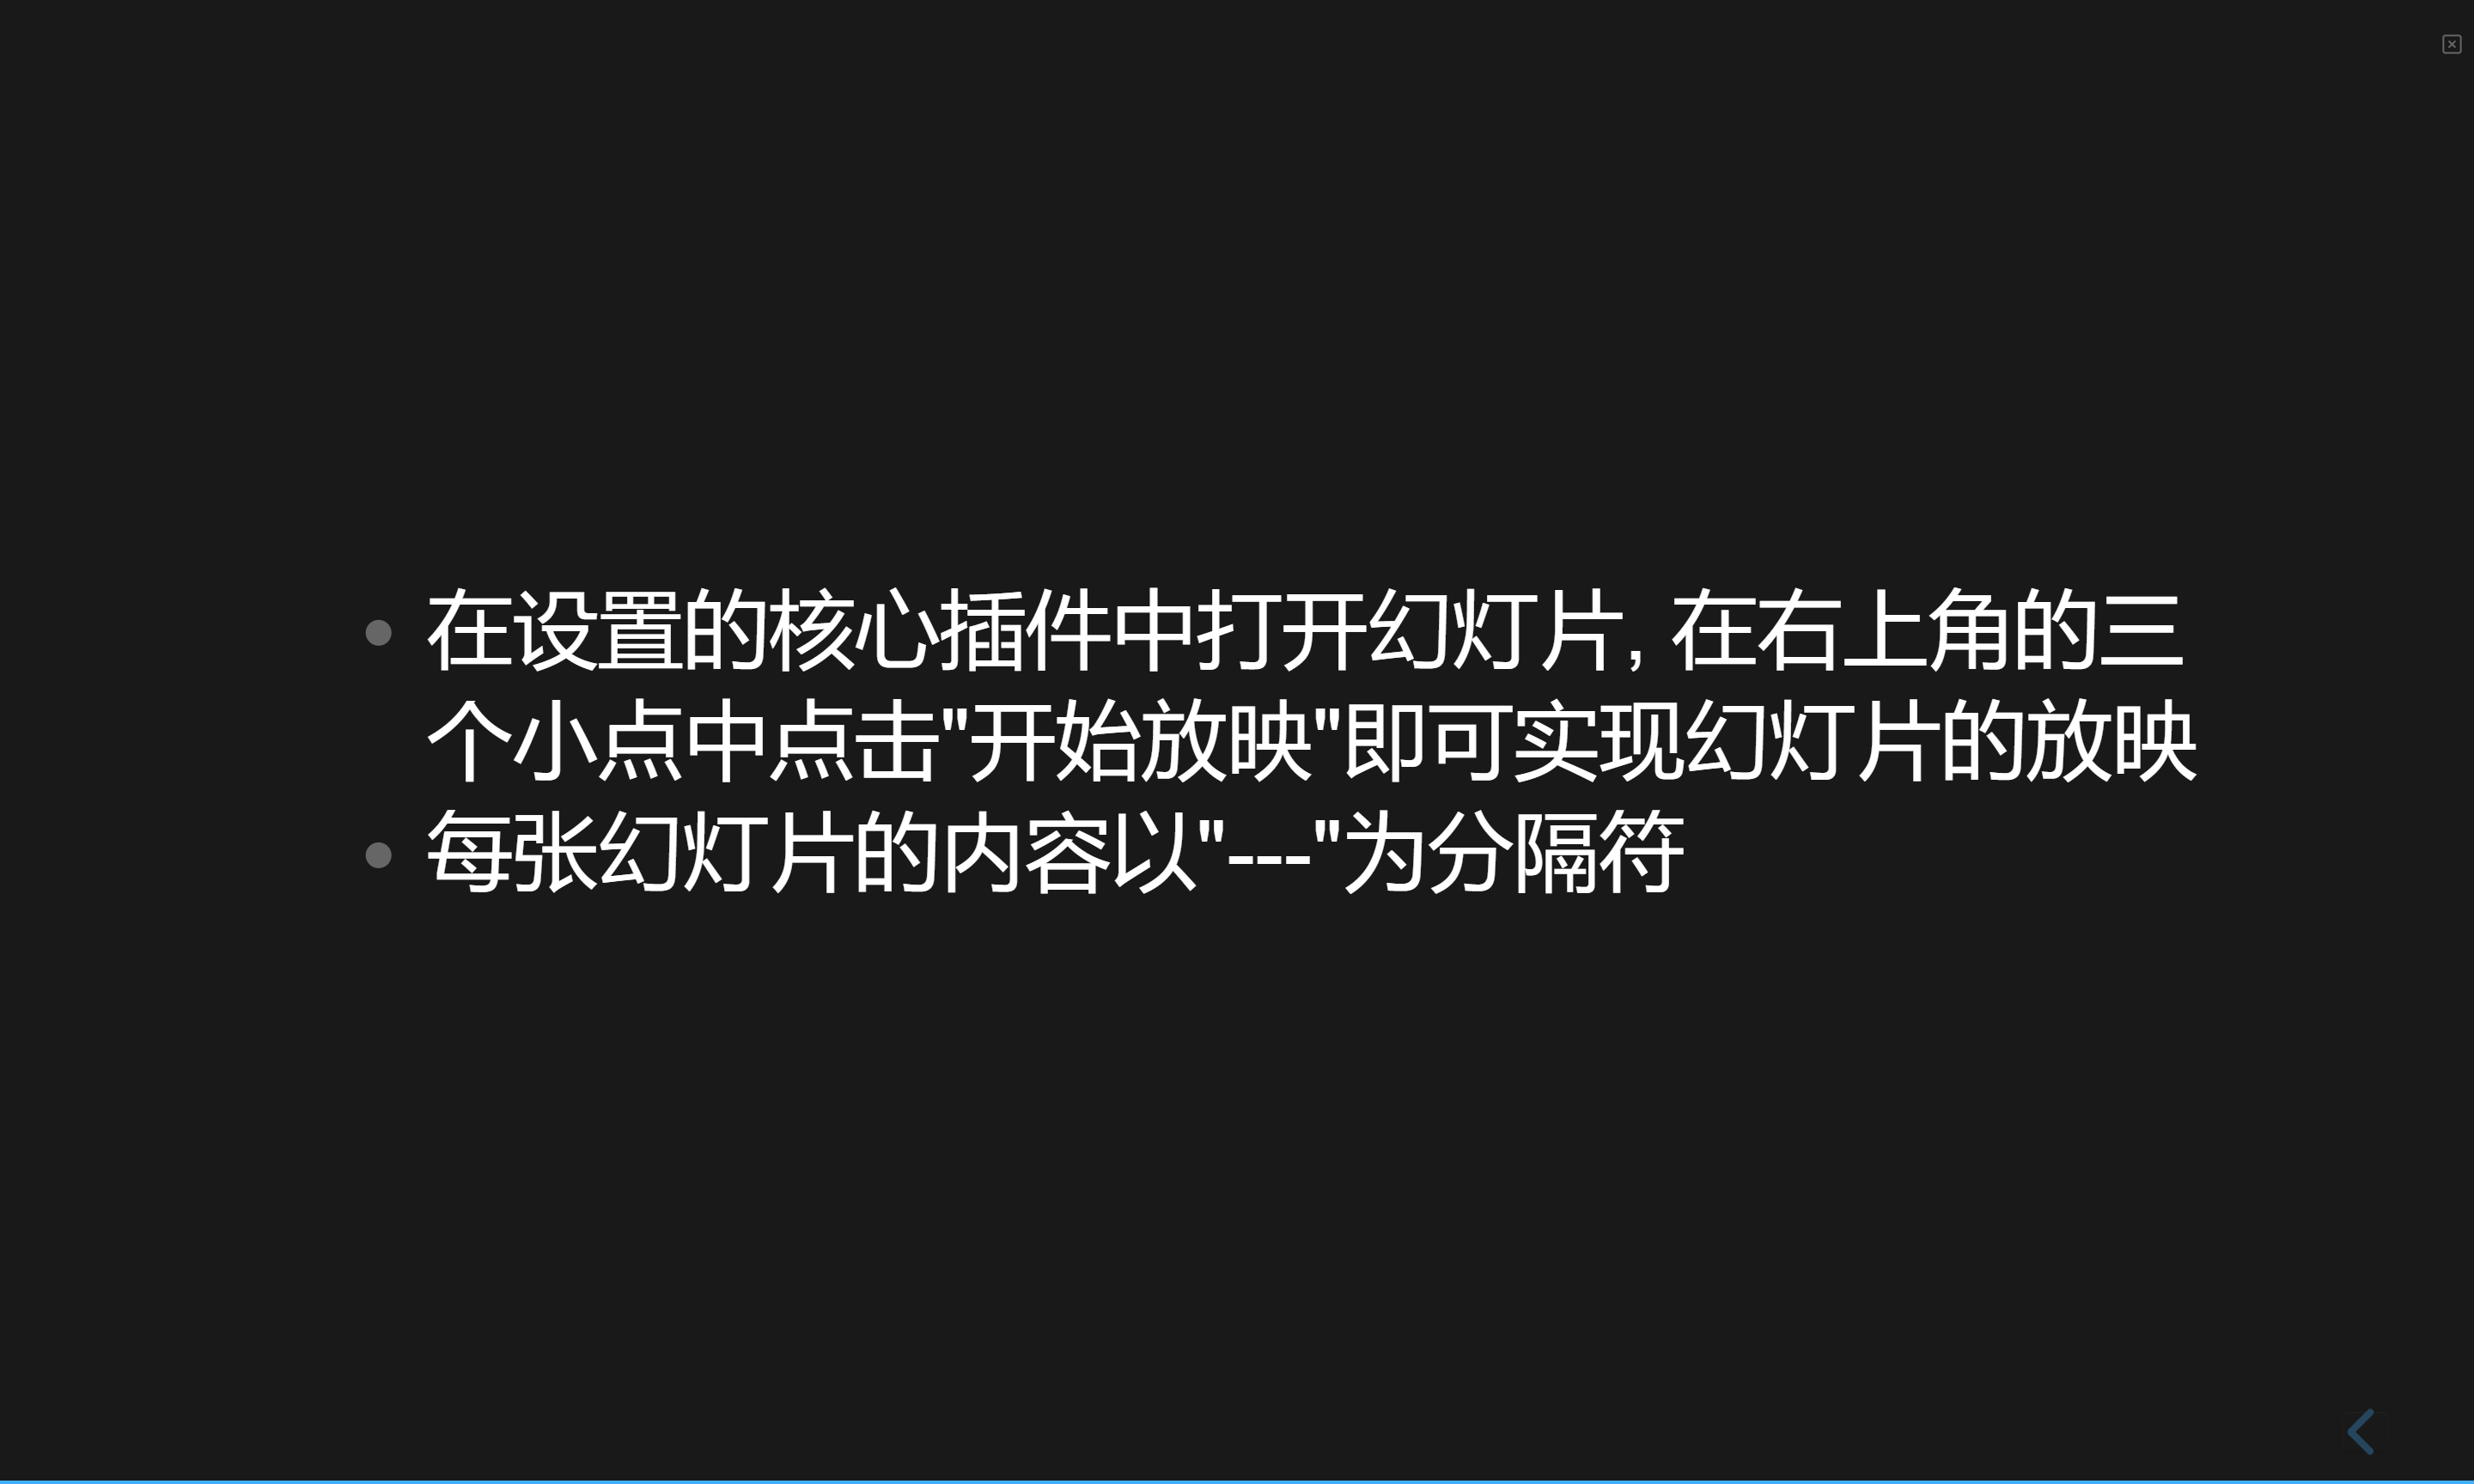 在设置的核心插件中打开幻灯片, 在右上角的三
个小点中点击"开始放映"即可实现幻灯片的放映
每张幻灯片的内容以"---"为分隔符